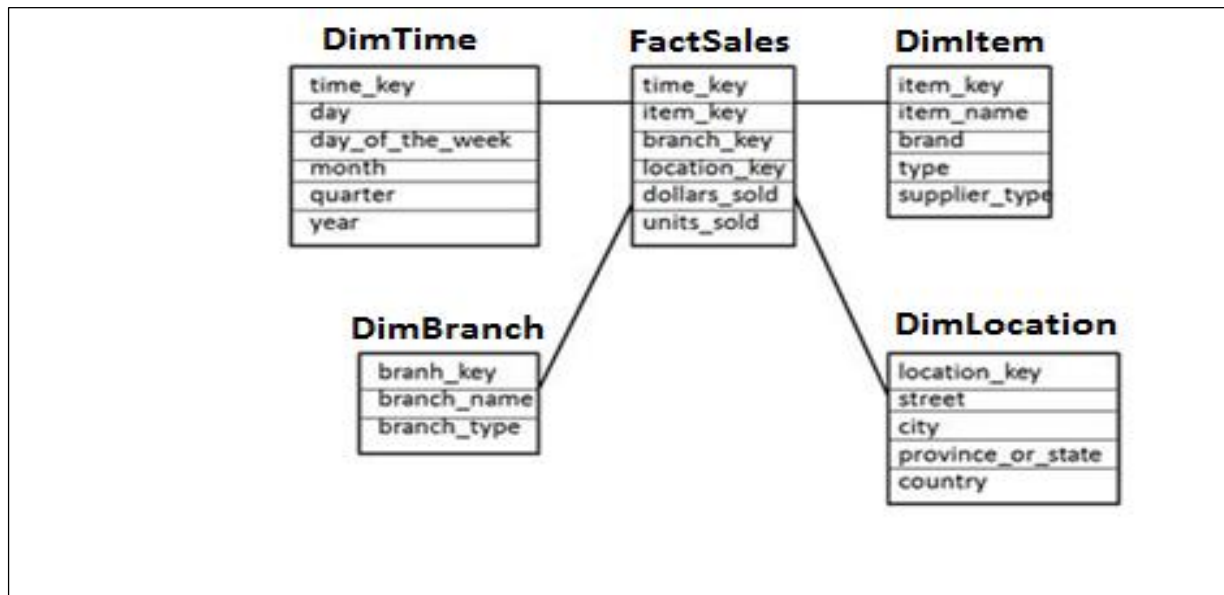 DimTime
time_key
day
day_of_the_week
month
quarter
year
FactSales
time_key
item_key
branch_key
location_key
dollars_sold
units_sold
DimItem
item_key
item_name
brand
type
supplier_type
DimBranch
branh_key
branch_name
branch_type
DimLocation
location_key
street
city
province_or_state
country